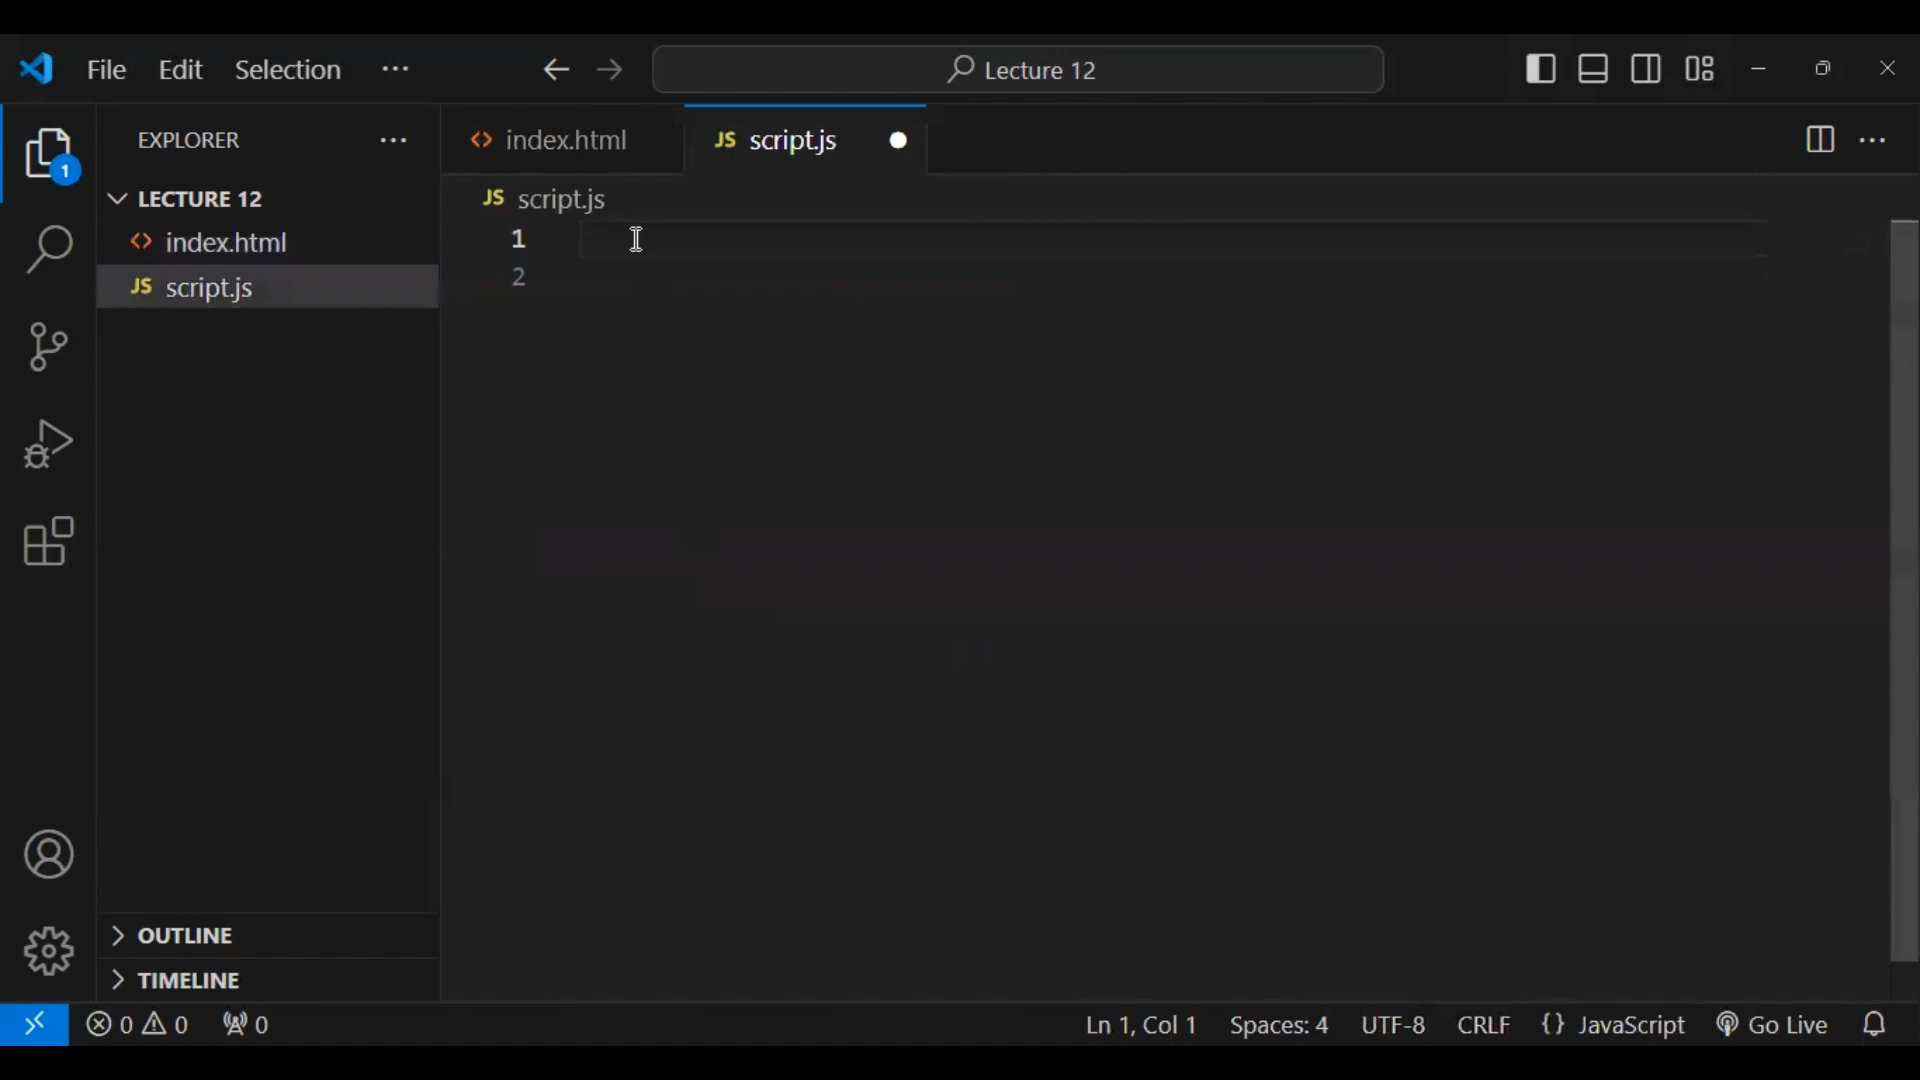 File Edit Selection ··· Lecture 12
EXPLORER ···
index.html
JS script.js
1
LECTURE 12
index.html
JS script.js
JS script.js
1
2
OUTLINE
TIMELINE
0 0 0 Ln 1, Col 1 Spaces: 4 UTF-8 CRLF {} JavaScript Go Live